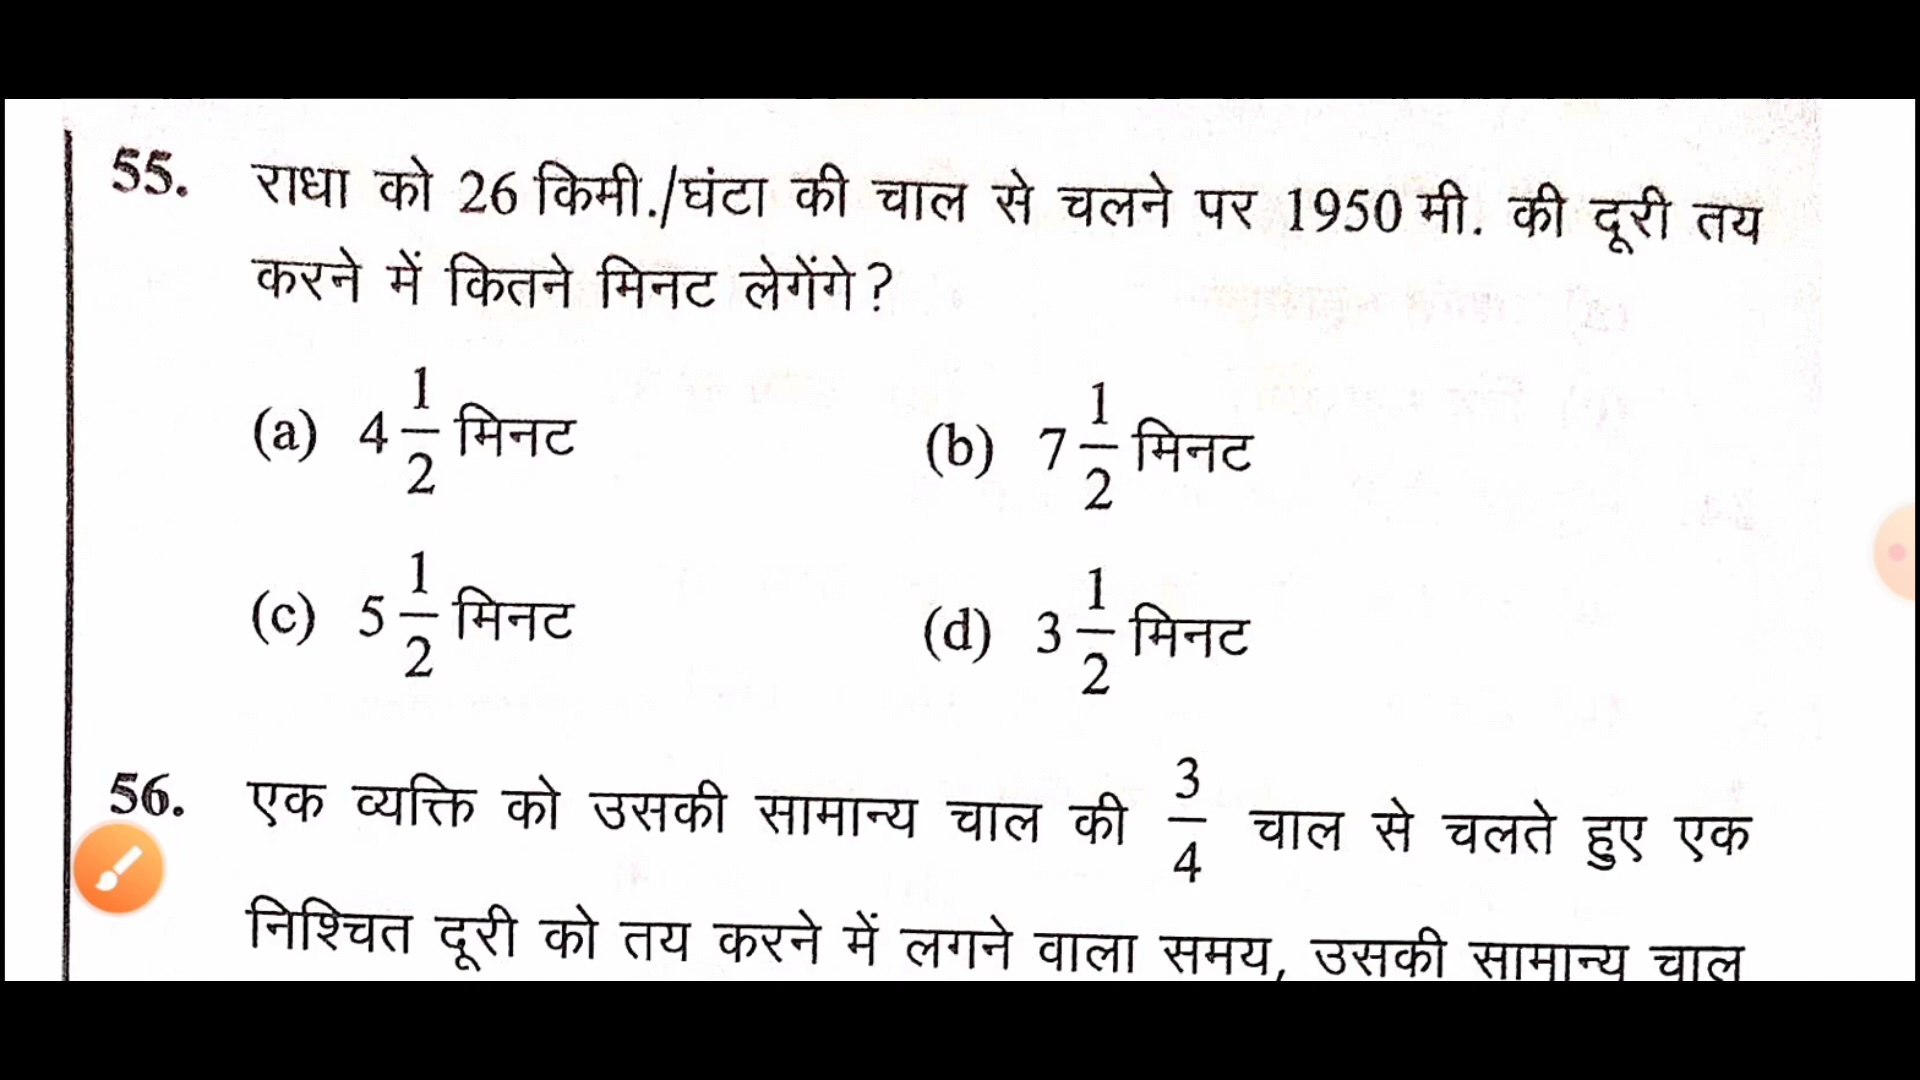 55. राधा को 26 किमी./घंटा की चाल से चलने पर 1950 मी. की दूरी तय
करने में कितने मिनट लेगेंगे?
(a) 4 1/2 मिनट (b) 7 1/2 मिनट
(c) 5 1/2 मिनट (d) 3 1/2 मिनट
56. एक व्यक्ति को उसकी सामान्य चाल की 3/4 चाल से चलते हुए एक
निश्चित दूरी को तय करने में लगने वाला समय, उसकी सामान्य चाल